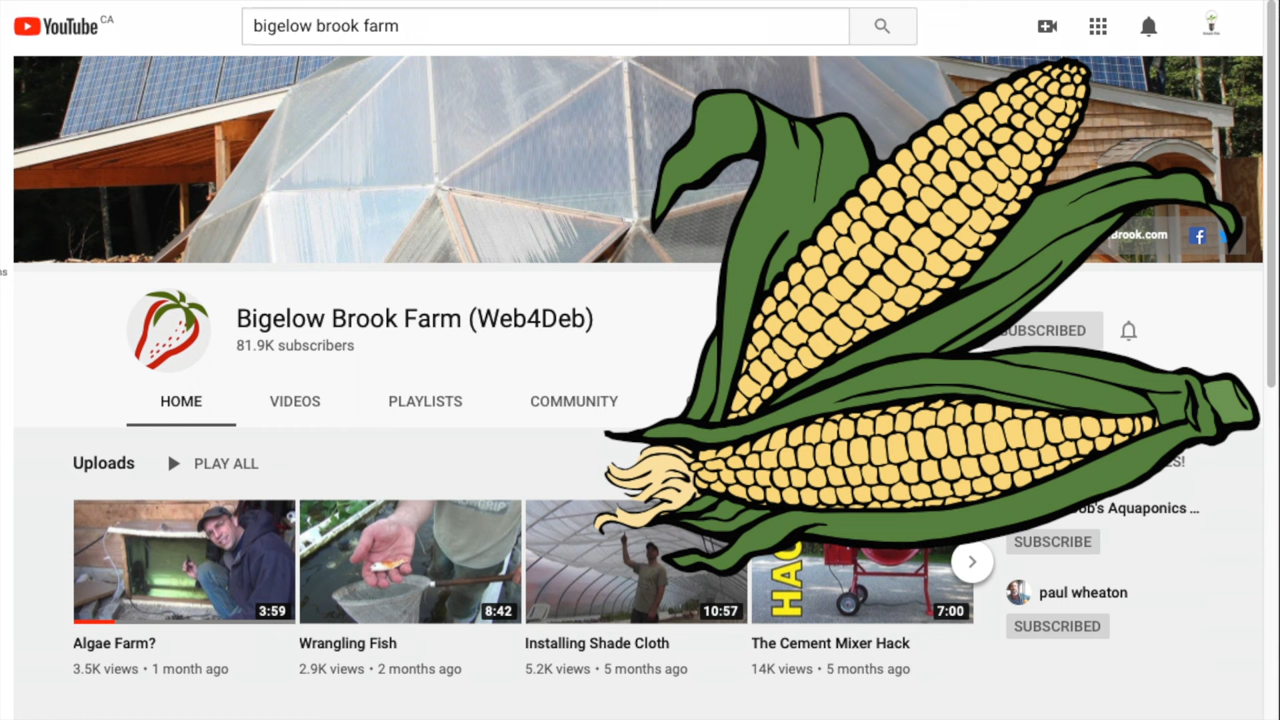 YouTube CA
bigelow brook farm
Brook.com
Bigelow Brook Farm (Web4Deb)
81.9K subscribers
SUBSCRIBED
HOME VIDEOS PLAYLISTS COMMUNITY
Uploads PLAY ALL
3:59 8:42 10:57 HAC 7:00
Algae Farm? Wrangling Fish Installing Shade Cloth The Cement Mixer Hack
3.5K views • 1 month ago 2.9K views • 2 months ago 5.2K views • 5 months ago 14K views • 5 months ago
ob's Aquaponics ...
SUBSCRIBE
paul wheaton
SUBSCRIBED